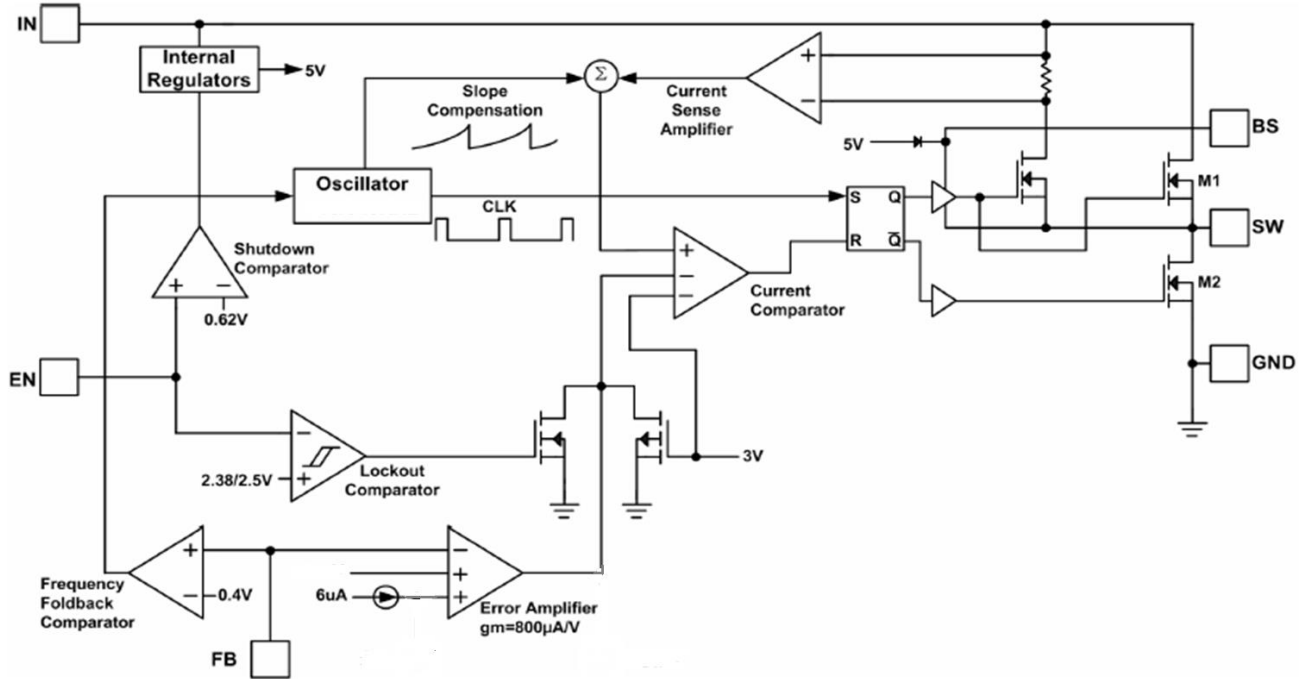 IN
Internal
Regulators
5V
Σ
+
−
Slope
Compensation
Current
Sense
Amplifier
5V
BS
Oscillator
CLK
S
Q
R
Q̅
M1
SW
M2
Shutdown
Comparator
+
−
0.62V
+
−
−
Current
Comparator
EN
GND
−
+
2.38/2.5V
Lockout
Comparator
3V
+
−
0.4V
Frequency
Foldback
Comparator
−
+
+
6uA
Error Amplifier
gm=800µA/V
FB